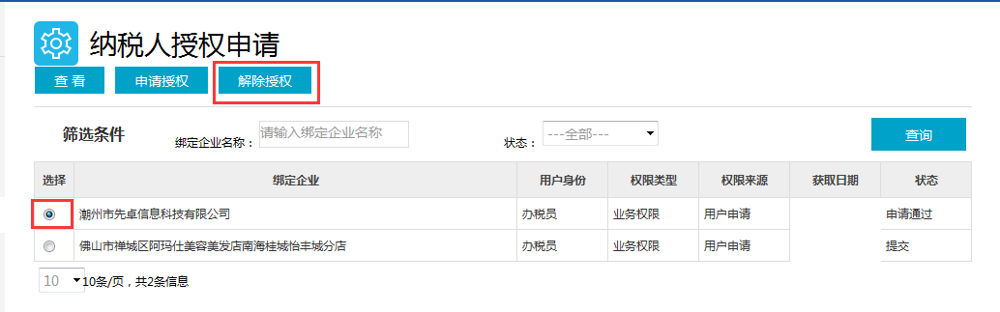 纳税人授权申请
查 看 申请授权 解除授权
筛选条件 绑定企业名称： 请输入绑定企业名称 状态： ---全部--- 查询
选择 绑定企业 用户身份 权限类型 权限来源 获取日期 状态
潮州市先卓信息科技有限公司 办税员 业务权限 用户申请 申请通过
佛山市禅城区阿玛仕美容美发店南海桂城怡丰城分店 办税员 业务权限 用户申请 提交
10 10条/页，共2条信息